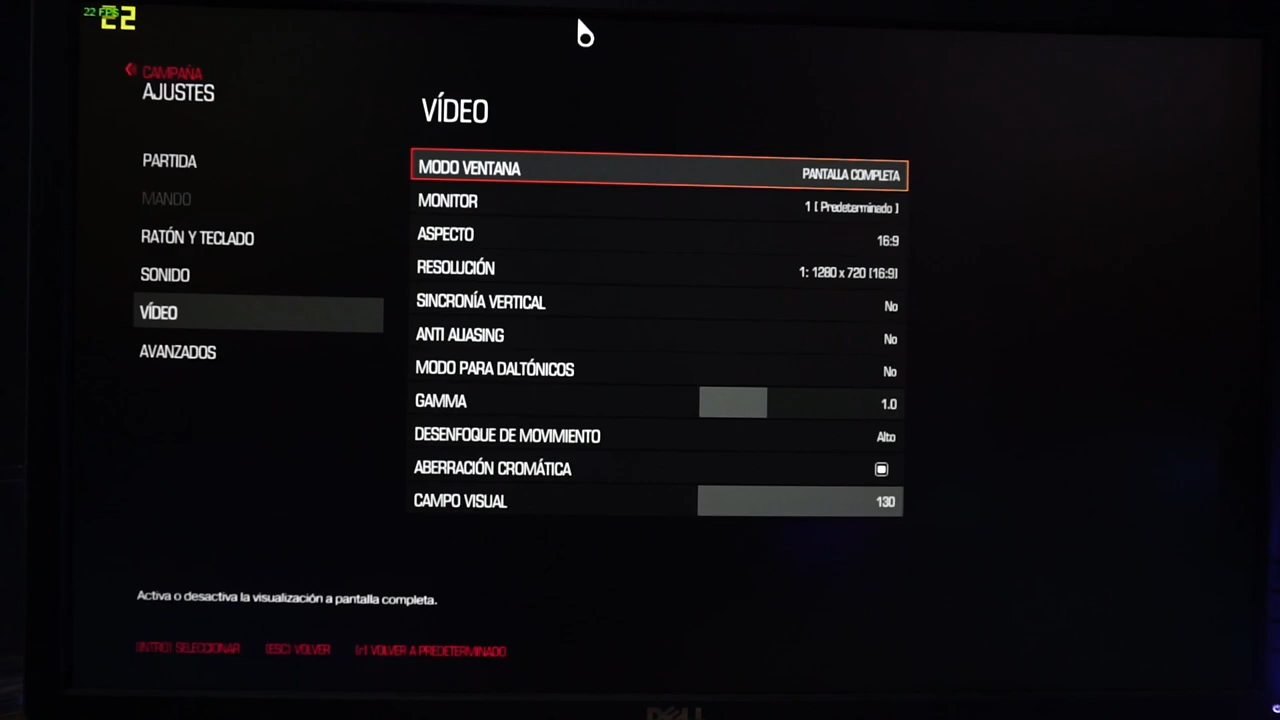 22 FPS
22
CAMPAÑA
AJUSTES
VÍDEO
PARTIDA
MANDO
RATÓN Y TECLADO
SONIDO
VÍDEO
AVANZADOS
MODO VENTANA PANTALLA COMPLETA
MONITOR 1 [ Predeterminado ]
ASPECTO 16:9
RESOLUCIÓN 1: 1280 x 720 [16:9]
SINCRONÍA VERTICAL No
ANTI ALIASING No
MODO PARA DALTÓNICOS No
GAMMA 1.0
DESENFOQUE DE MOVIMIENTO Alto
ABERRACIÓN CROMÁTICA
CAMPO VISUAL 130
Activa o desactiva la visualización a pantalla completa.
[INTRO] SELECCIONAR [ESC] VOLVER [r] VOLVER A PREDETERMINADO
DELL